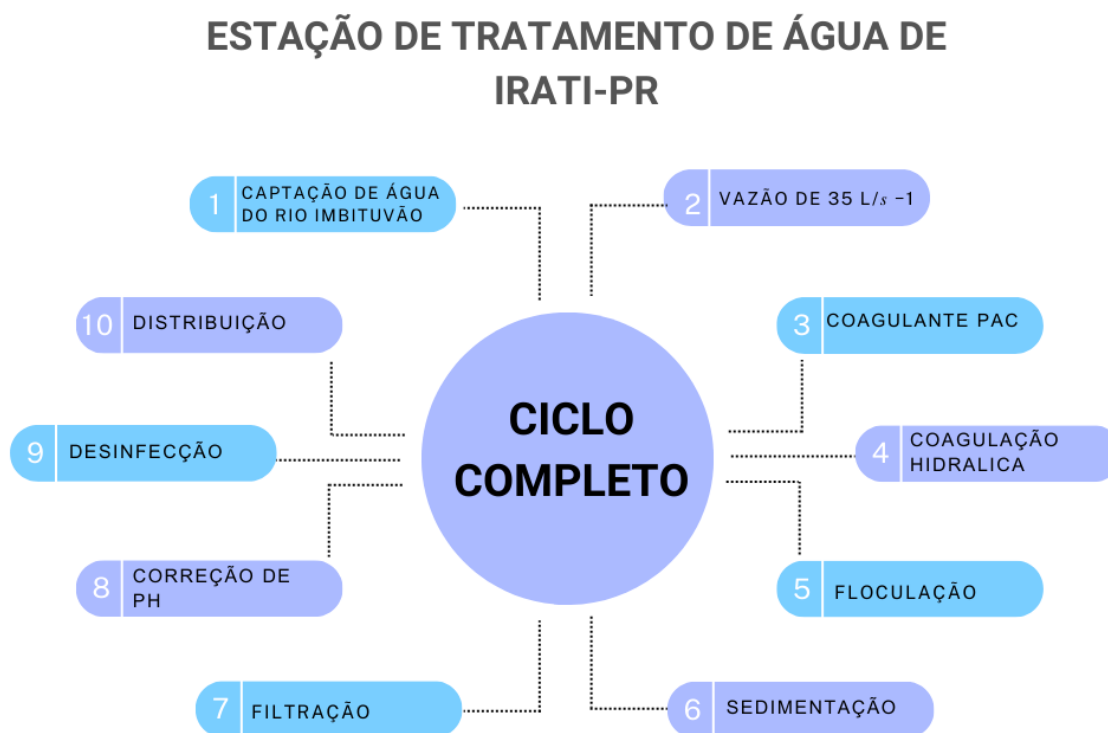 ESTAÇÃO DE TRATAMENTO DE ÁGUA DE
IRATI-PR
1
CAPTAÇÃO DE ÁGUA
DO RIO IMBITUVÃO
2
VAZÃO DE 35 L/s −1
3
COAGULANTE PAC
4
COAGULAÇÃO
HIDRALICA
5
FLOCULAÇÃO
6
SEDIMENTAÇÃO
7
FILTRAÇÃO
8
CORREÇÃO DE
PH
9
DESINFECÇÃO
10
DISTRIBUIÇÃO
CICLO
COMPLETO